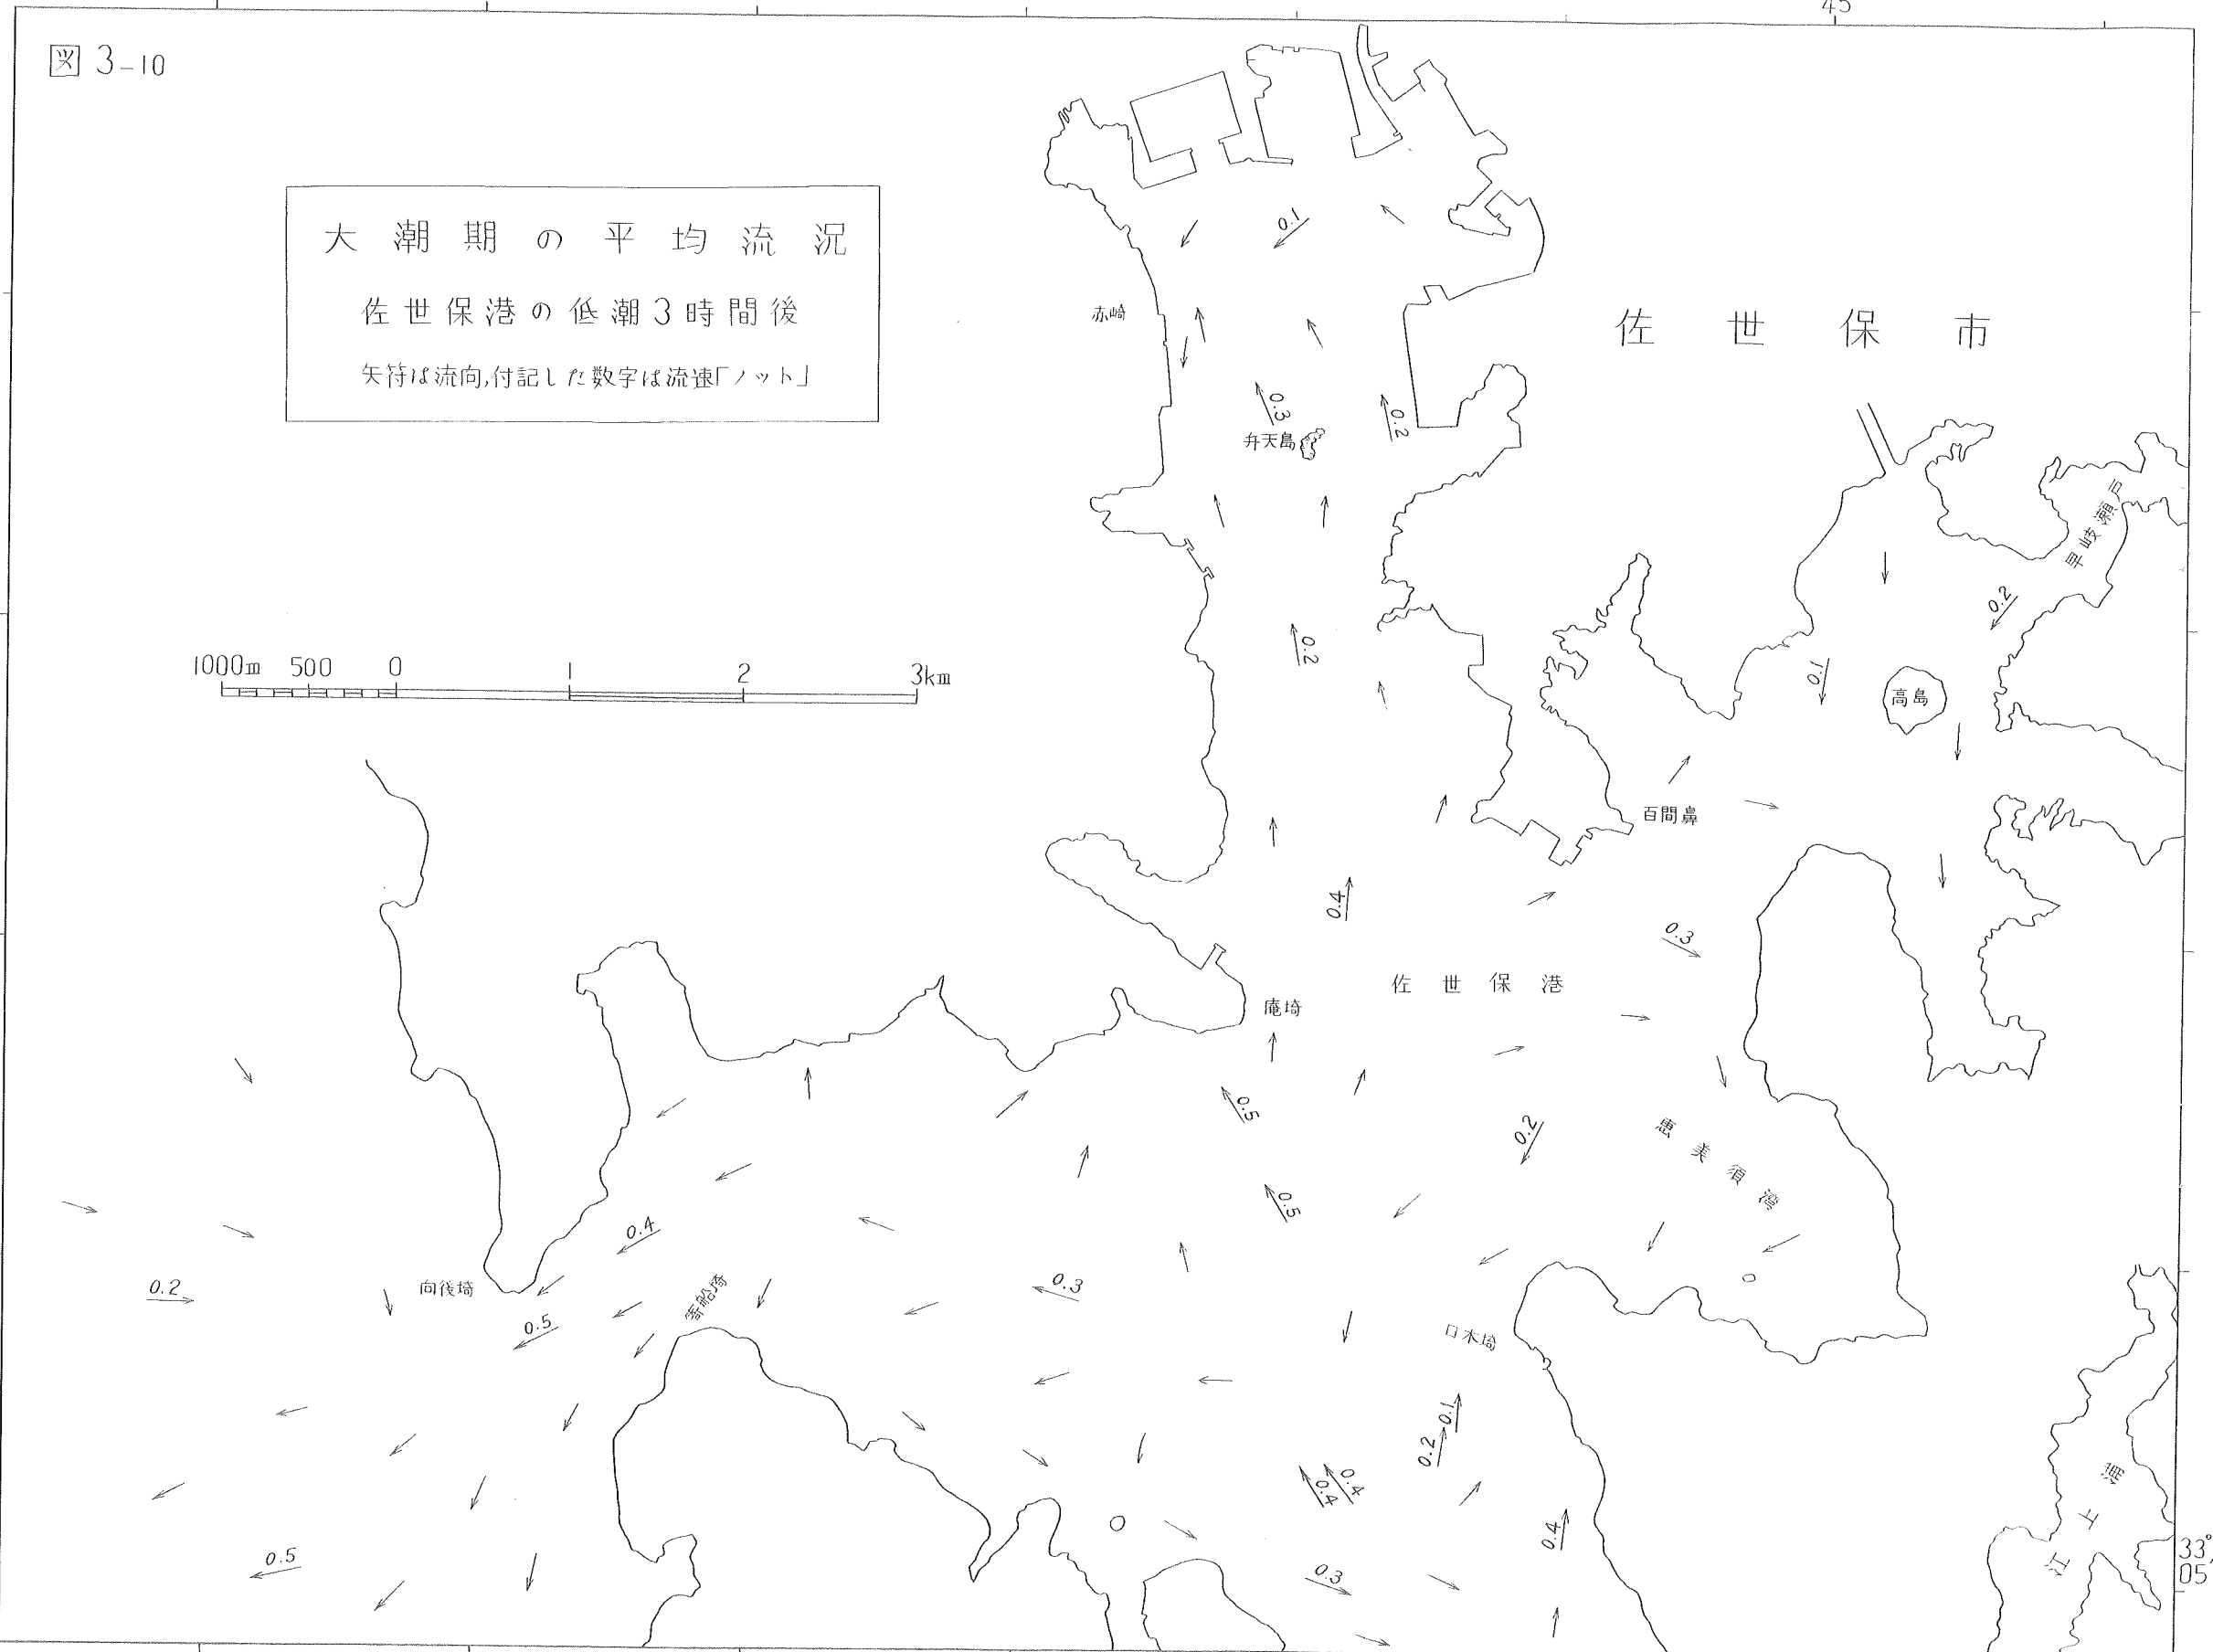 45
図 3-10
大潮期の平均流況
佐世保港の低潮3時間後
矢符は流向,付記した数字は流速「ノット」
0.1
赤崎
佐世保市
0.3
0.2
弁天島
早岐瀬戸
0.2
0.2
0.1
高島
1000m 500 0 1 2 3km
百間鼻
0.4
0.3
佐世保港
庵埼
0.5
0.2
恵美須湾
0.5
0.4
向後埼
寄船埼
0.2
0.3
0.5
口木埼
0.1
0.2
0.4
0.4
0.4
江上浦
0.5
0.3
33°
05'